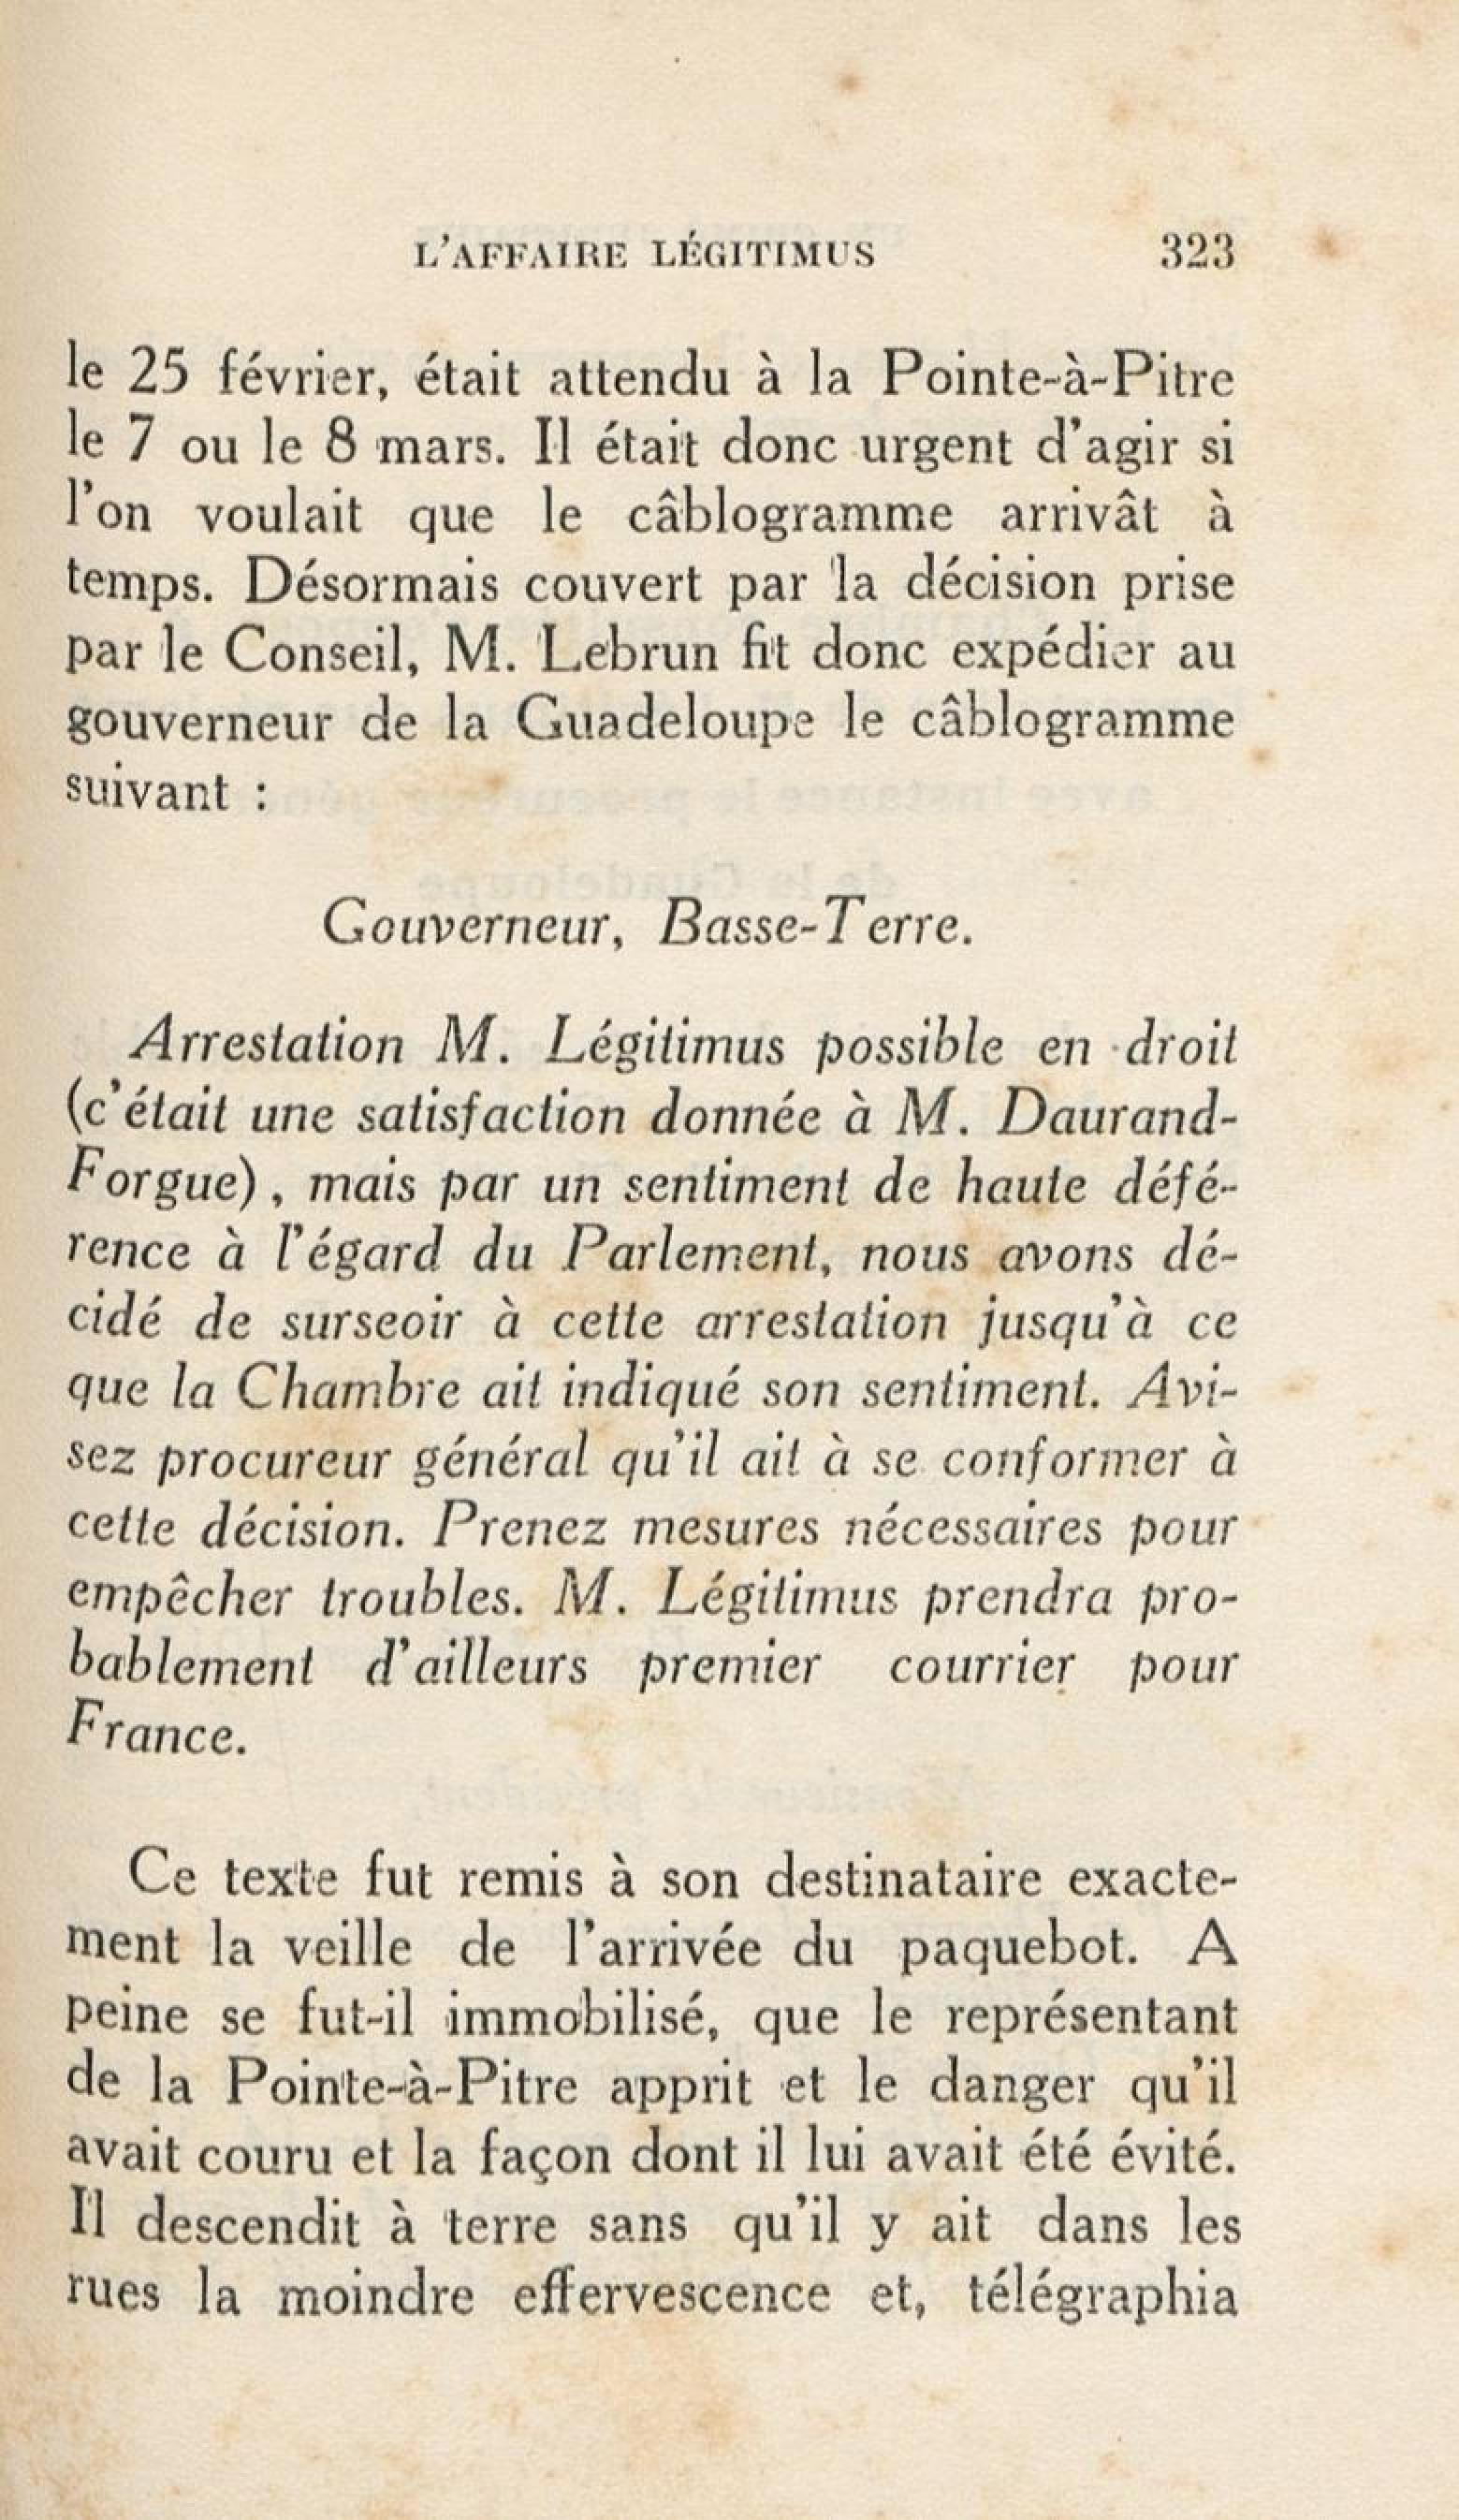 L'AFFAIRE LÉGITIMUS 323
le 25 février, était attendu à la Pointe-à-Pitre
le 7 ou le 8 mars. Il était donc urgent d'agir si
l'on voulait que le câblogramme arrivât à
temps. Désormais couvert par la décision prise
par le Conseil, M. Lebrun fit donc expédier au
gouverneur de la Guadeloupe le câblogramme
suivant :
Gouverneur, Basse-Terre.
Arrestation M. Légitimus possible en droit
(c'était une satisfaction donnée à M. Daurand-
Forgue), mais par un sentiment de haute défé-
rence à l'égard du Parlement, nous avons dé-
cidé de surseoir à cette arrestation jusqu'à ce
que la Chambre ait indiqué son sentiment. Avi-
sez procureur général qu'il ait à se conformer à
cette décision. Prenez mesures nécessaires pour
empêcher troubles. M. Légitimus prendra pro-
bablement d'ailleurs premier courrier pour
France.
Ce texte fut remis à son destinataire exacte-
ment la veille de l'arrivée du paquebot. A
peine se fut-il immobilisé, que le représentant
de la Pointe-à-Pitre apprit et le danger qu'il
avait couru et la façon dont il lui avait été évité.
Il descendit à terre sans qu'il y ait dans les
rues la moindre effervescence et, télégraphia